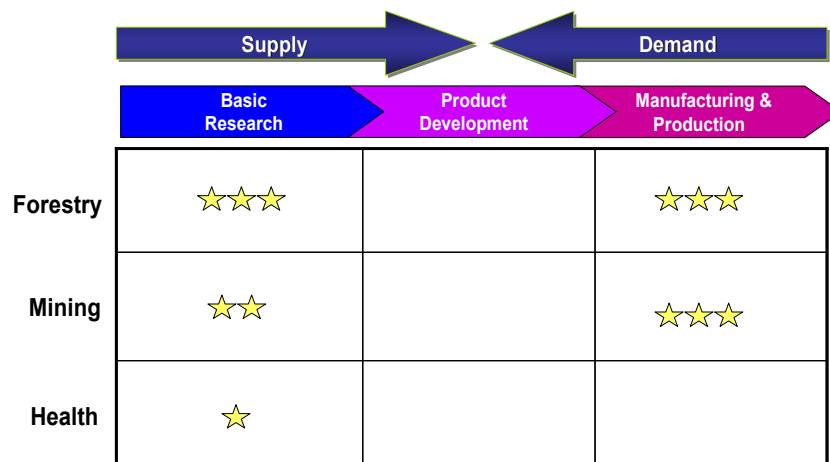 Supply
Demand
Basic
Research
Product
Development
Manufacturing &
Production
Forestry
Mining
Health